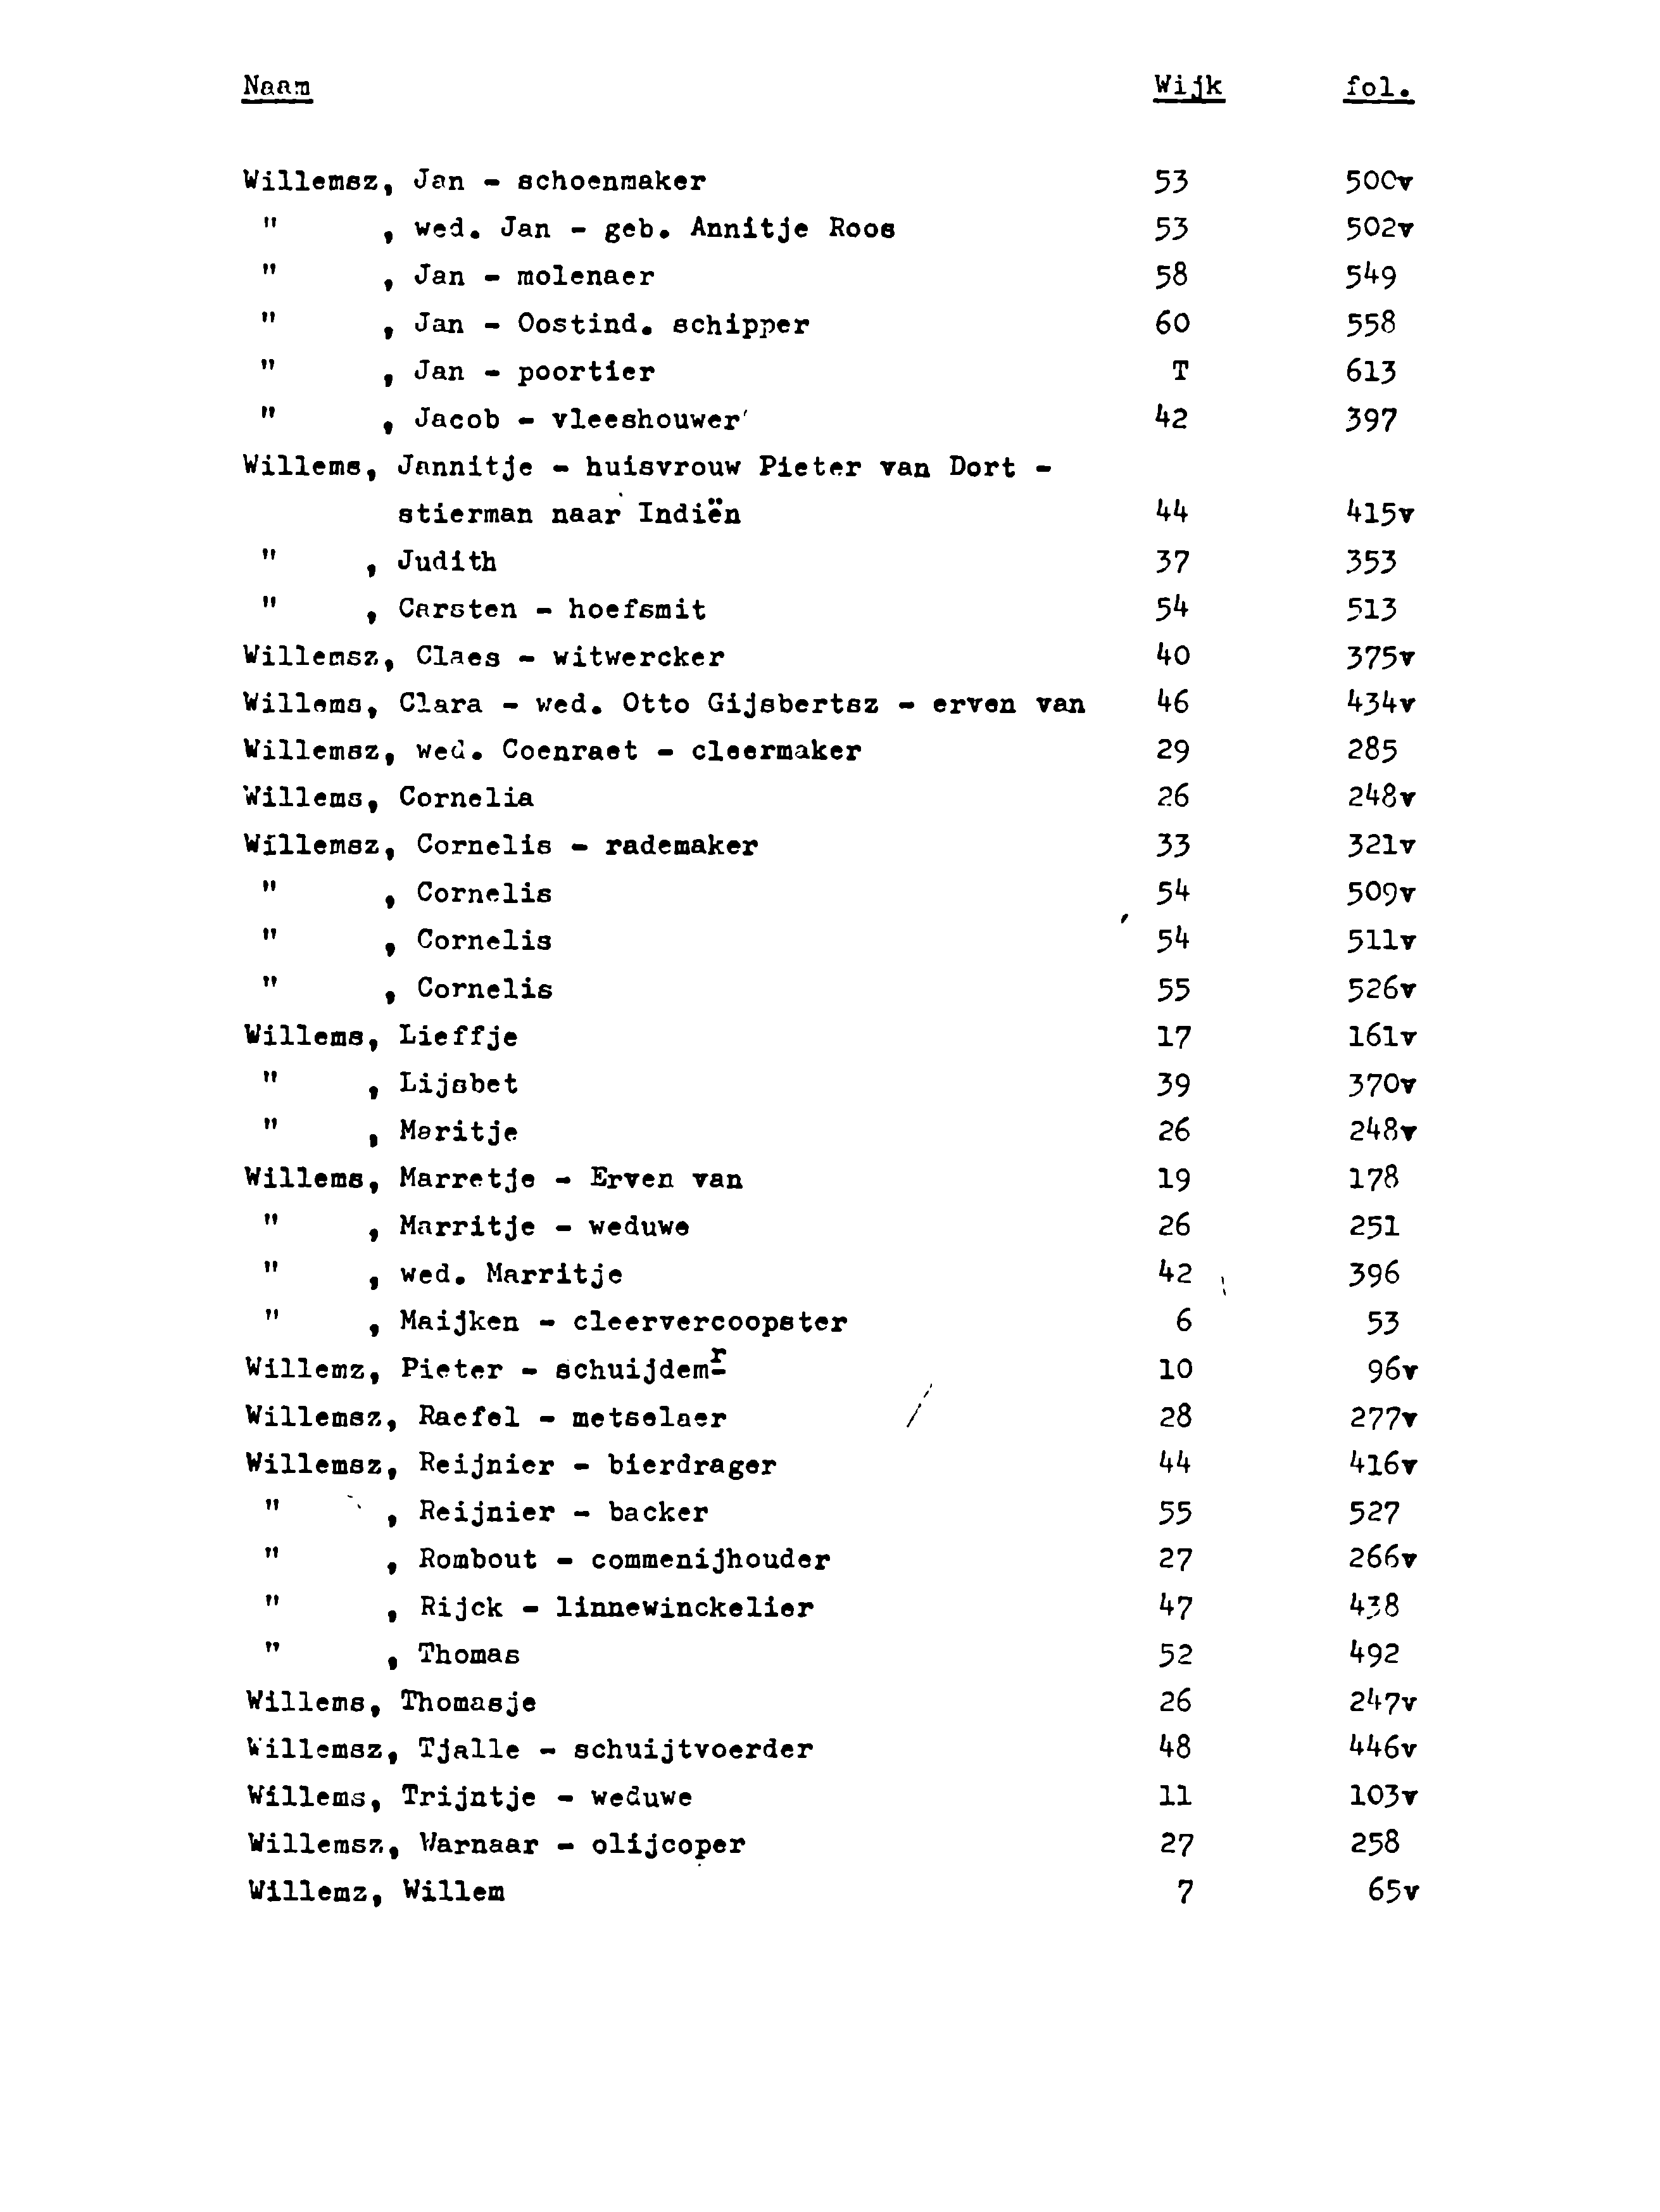 Naam Wijk fol.
Willemsz, Jan - schoenmaker 53 500v
" , wed. Jan - geb. Annitje Roos 53 502v
" , Jan - molenaer 58 549
" , Jan - Oostind. schipper 60 558
" , Jan - poortier T 613
" , Jacob - vleeshouwer 42 397
Willems, Jannitje - huisvrouw Pieter van Dort -
stierman naar Indiën 44 415v
" , Judith 37 353
" , Carsten - hoefsmit 54 513
Willemsz, Claes - witwercker 40 375v
Willems, Clara - wed. Otto Gijsbertsz - erven van 46 434v
Willemsz, wed. Coenraet - cleermaker 29 285
Willems, Cornelia 26 248v
Willemsz, Cornelis - rademaker 33 321v
" , Cornelis 54 509v
" , Cornelis 54 511v
" , Cornelis 55 526v
Willems, Lieffje 17 161v
" , Lijsbet 39 370v
" , Maritje 26 248v
Willems, Marretje - Erven van 19 178
" , Marritje - weduwe 26 251
" , wed. Marritje 42 396
" , Maijken - cleervercoopster 6 53
Willemz, Pieter - schuijdemr 10 96v
Willemsz, Raefel - metselaer 28 277v
Willemsz, Reijnier - bierdrager 44 416v
" , Reijnier - backer 55 527
" , Rombout - commenijhouder 27 266v
" , Rijck - linnewinckelier 47 438
" , Thomas 52 492
Willems, Thomasje 26 247v
Willemsz, Tjalle - schuijtvoerder 48 446v
Willems, Trijntje - weduwe 11 103v
Willemsz, Warnaar - olijcoper 27 258
Willemz, Willem 7 65v